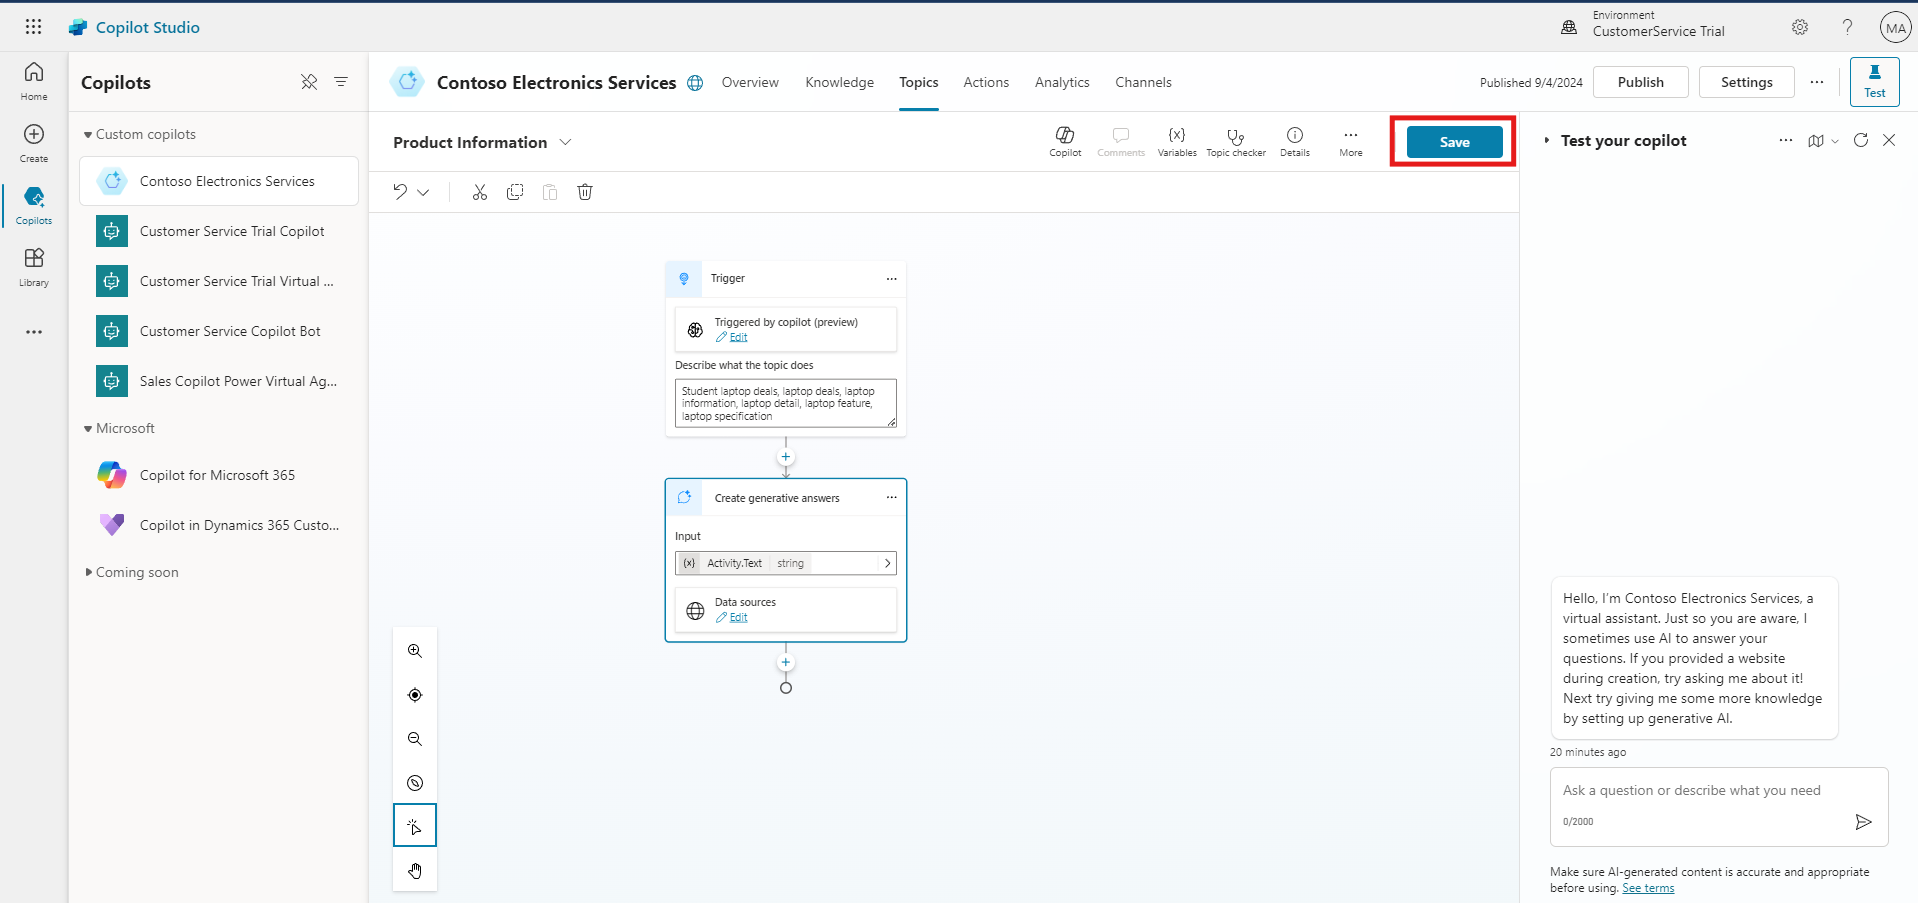 Copilot Studio
Environment
CustomerService Trial
?
MA
Home
Create
Copilots
Library
Copilots
Custom copilots
Contoso Electronics Services
Customer Service Trial Copilot
Customer Service Trial Virtual ...
Customer Service Copilot Bot
Sales Copilot Power Virtual Ag...
Microsoft
Copilot for Microsoft 365
Copilot in Dynamics 365 Custo...
Coming soon
Contoso Electronics Services
Overview
Knowledge
Topics
Actions
Analytics
Channels
Published 9/4/2024
Publish
Settings
Test
Product Information
Copilot
Comments
{x}
Variables
Topic checker
Details
More
Save
Trigger
Triggered by copilot (preview)
Edit
Describe what the topic does
Student laptop deals, laptop deals, laptop
information, laptop detail, laptop feature,
laptop specification
Create generative answers
Input
{x} Activity.Text string
Data sources
Edit
Test your copilot
Hello, I'm Contoso Electronics Services, a
virtual assistant. Just so you are aware, I
sometimes use AI to answer your
questions. If you provided a website
during creation, try asking me about it!
Next try giving me some more knowledge
by setting up generative AI.
20 minutes ago
Ask a question or describe what you need
0/2000
Make sure AI-generated content is accurate and appropriate
before using. See terms